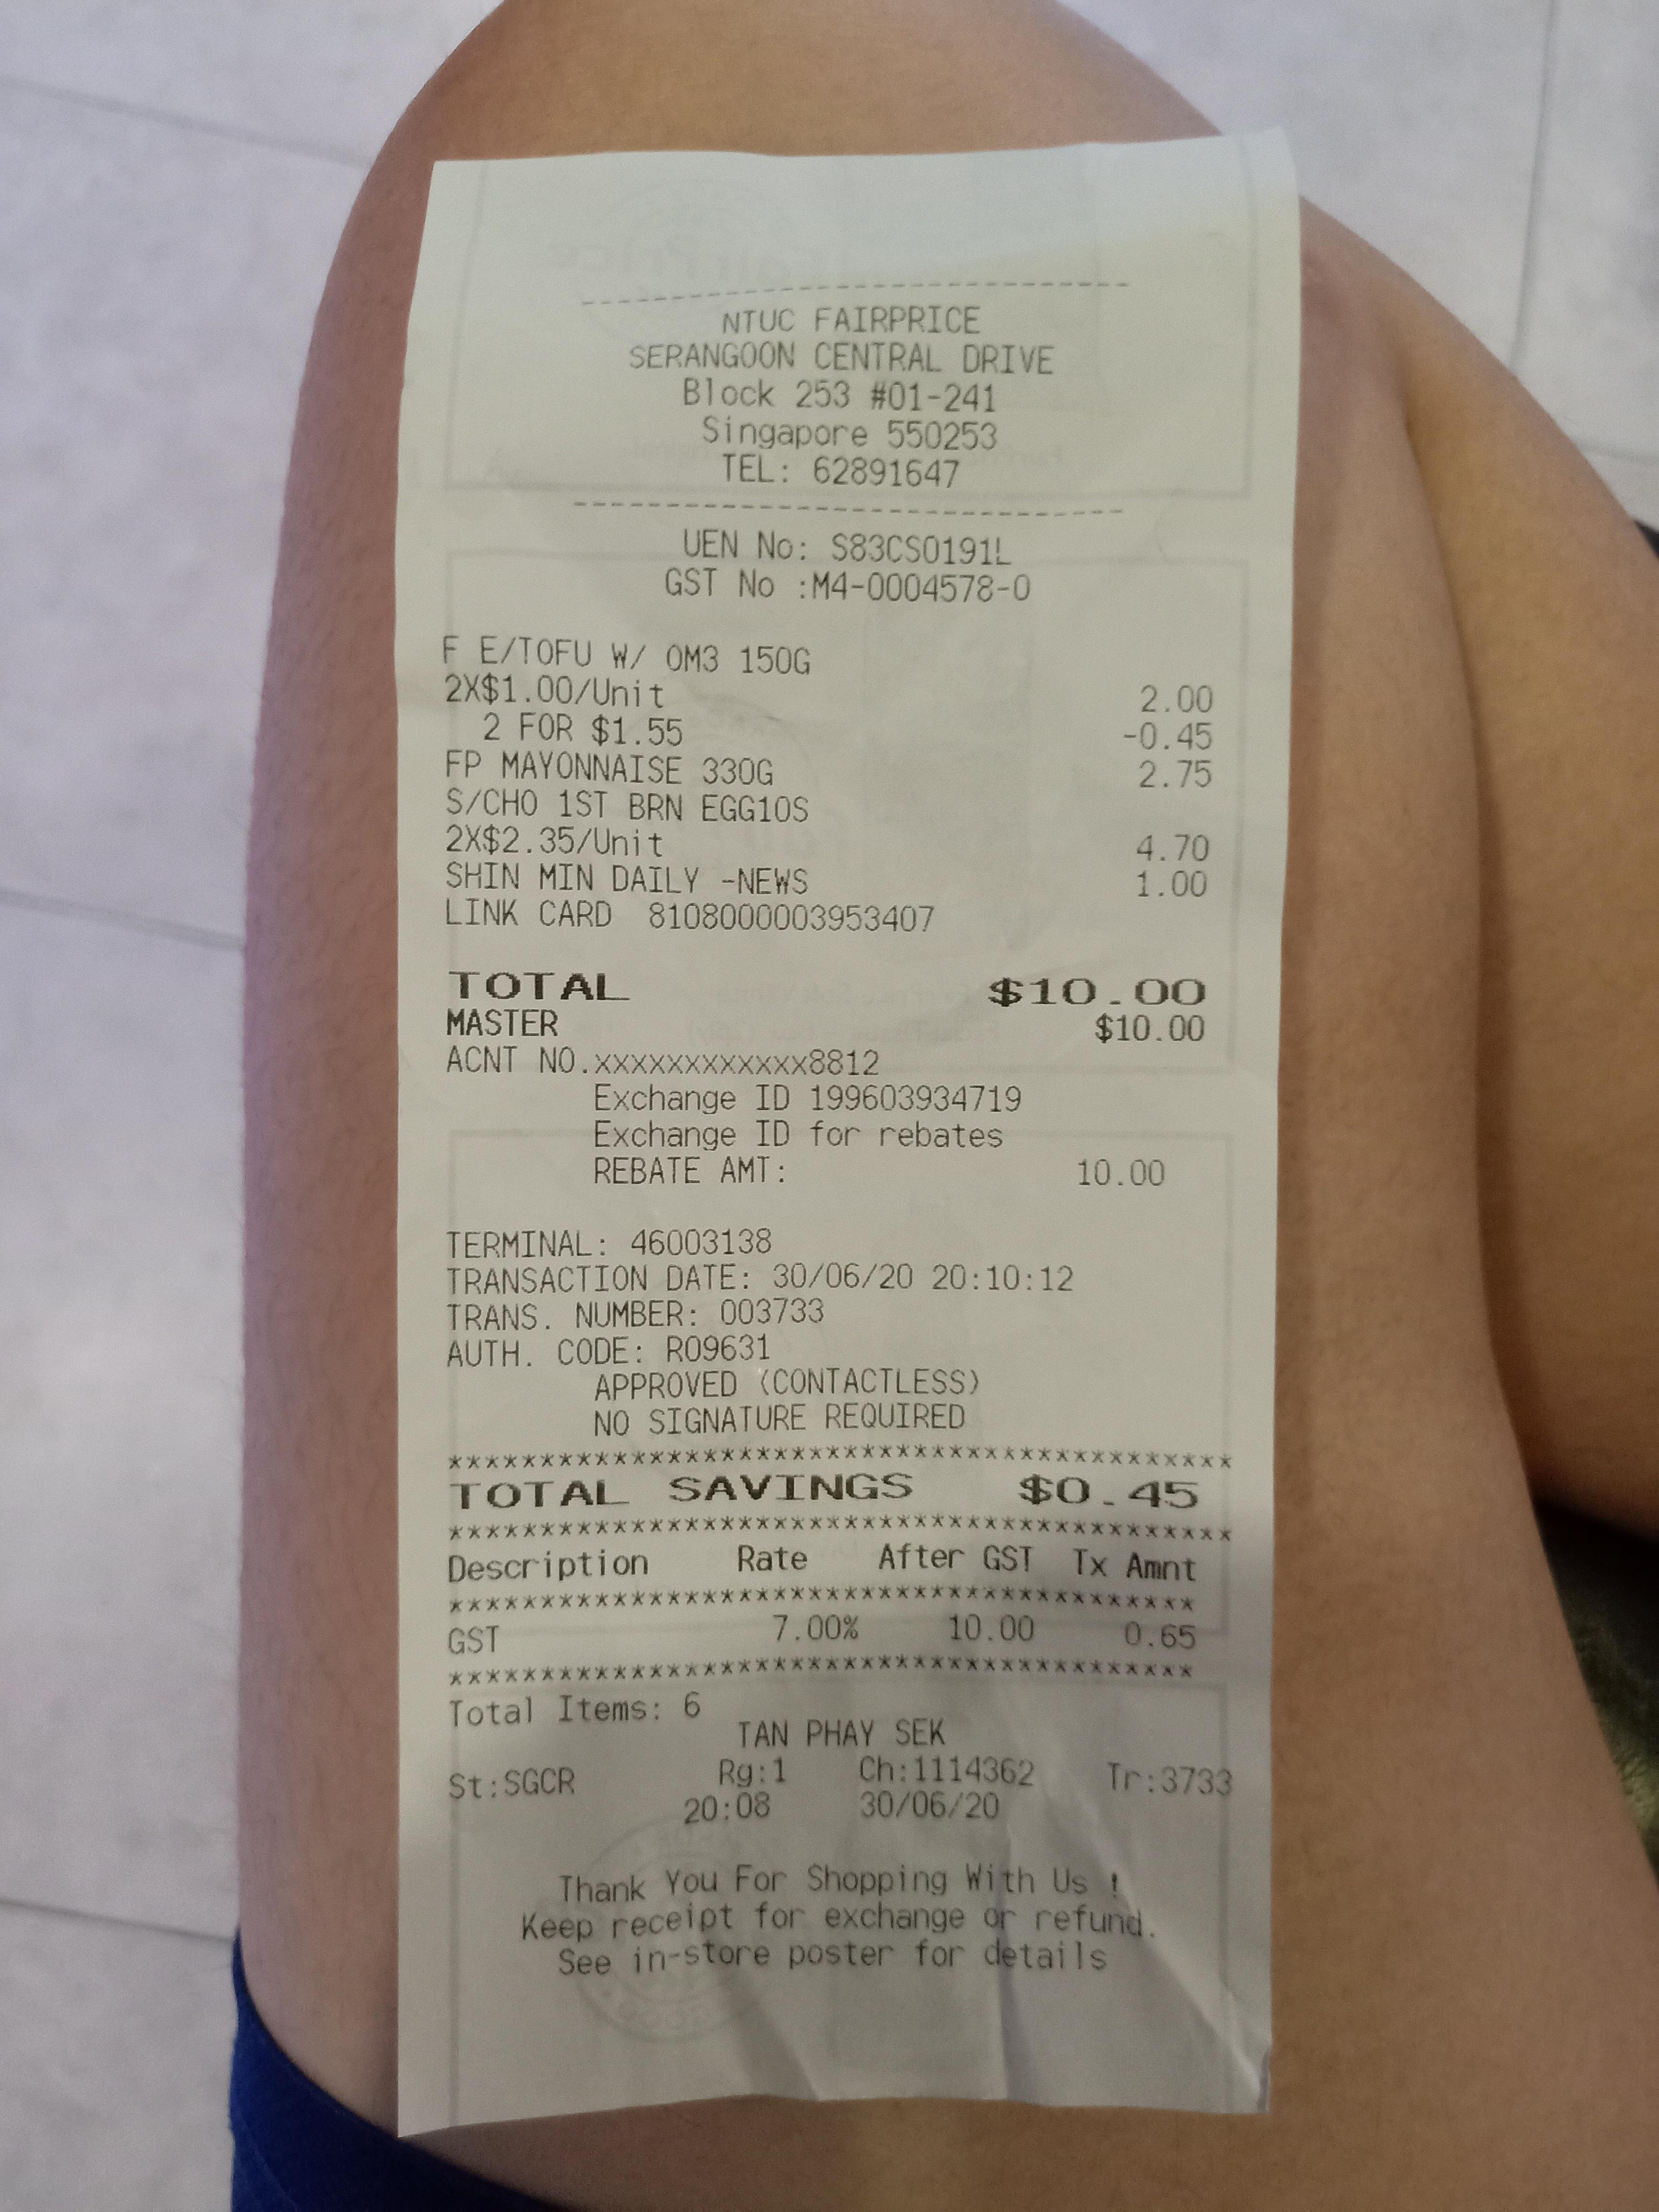 --------------------------------
NTUC FAIRPRICE
SERANGOON CENTRAL DRIVE
Block 253 #01-241
Singapore 550253
TEL: 62891647
--------------------------------
UEN No: S83CS0191L
GST No :M4-0004578-0
F E/TOFU W/ OM3 150G
2X$1.00/Unit 2.00
2 FOR $1.55 -0.45
FP MAYONNAISE 330G 2.75
S/CHO 1ST BRN EGG10S
2X$2.35/Unit 4.70
SHIN MIN DAILY -NEWS 1.00
LINK CARD 8108000003953407
TOTAL $10.00
MASTER $10.00
ACNT NO.xxxxxxxxxxxx8812
Exchange ID 199603934719
Exchange ID for rebates
REBATE AMT: 10.00
TERMINAL: 46003138
TRANSACTION DATE: 30/06/20 20:10:12
TRANS. NUMBER: 003733
AUTH. CODE: R09631
APPROVED (CONTACTLESS)
NO SIGNATURE REQUIRED
*******************************************
TOTAL SAVINGS $0.45
*******************************************
Description Rate After GST Tx Amnt
*****************************************
GST 7.00% 10.00 0.65
*****************************************
Total Items: 6
TAN PHAY SEK
St:SGCR Rg:1 Ch:1114362 Tr:3733
20:08 30/06/20
Thank You For Shopping With Us !
Keep receipt for exchange or refund.
See in-store poster for details